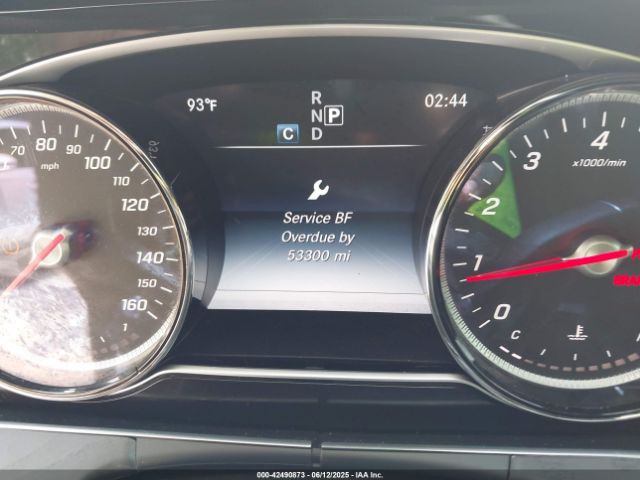 93°F
R
N P
D
C
02:44
Service BF
Overdue by
53300 mi
70 80 90 100 110 120 130 140 150 160
mph
1
0 1 2 3 4
x1000/min
C
000-42490873 - 06/12/2025 - IAA Inc.